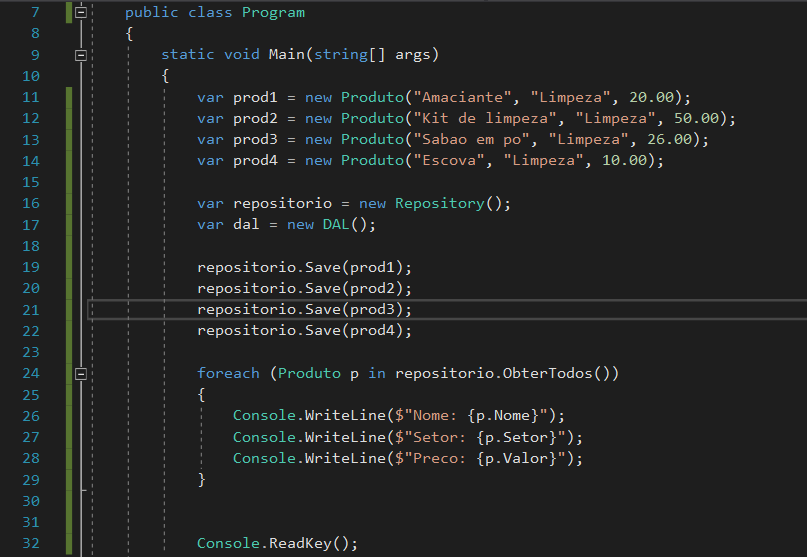 7 public class Program
8 {
9 static void Main(string[] args)
10 {
11 var prod1 = new Produto("Amaciante", "Limpeza", 20.00);
12 var prod2 = new Produto("Kit de limpeza", "Limpeza", 50.00);
13 var prod3 = new Produto("Sabao em po", "Limpeza", 26.00);
14 var prod4 = new Produto("Escova", "Limpeza", 10.00);
15
16 var repositorio = new Repository();
17 var dal = new DAL();
18
19 repositorio.Save(prod1);
20 repositorio.Save(prod2);
21 repositorio.Save(prod3);
22 repositorio.Save(prod4);
23
24 foreach (Produto p in repositorio.ObterTodos())
25 {
26 Console.WriteLine($"Nome: {p.Nome}");
27 Console.WriteLine($"Setor: {p.Setor}");
28 Console.WriteLine($"Preco: {p.Valor}");
29 }
30
31
32 Console.ReadKey();